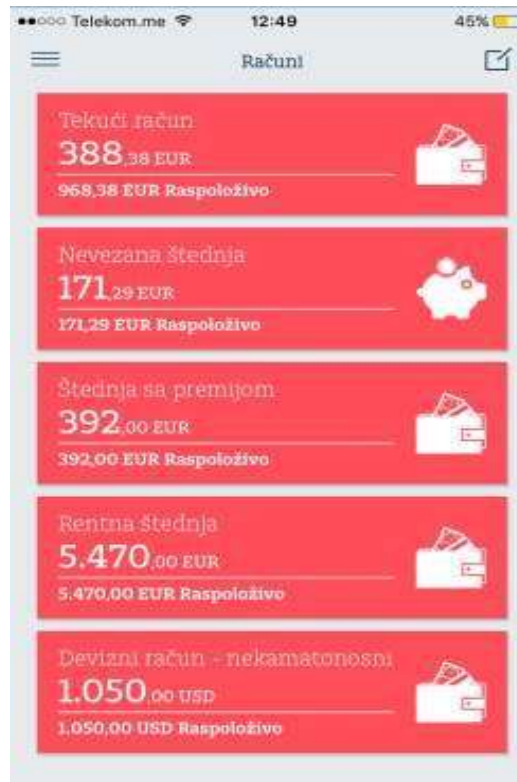 Telekom.me 12:49 45%
Računi
Tekući račun
388,38 EUR
968,38 EUR Raspoloživo
Nevezana štednja
171,29 EUR
171,29 EUR Raspoloživo
Štednja sa premijom
392,00 EUR
392,00 EUR Raspoloživo
Rentna štednja
5.470,00 EUR
5.470,00 EUR Raspoloživo
Devizni račun - nekamatonosni
1.050,00 USD
1.050,00 USD Raspoloživo